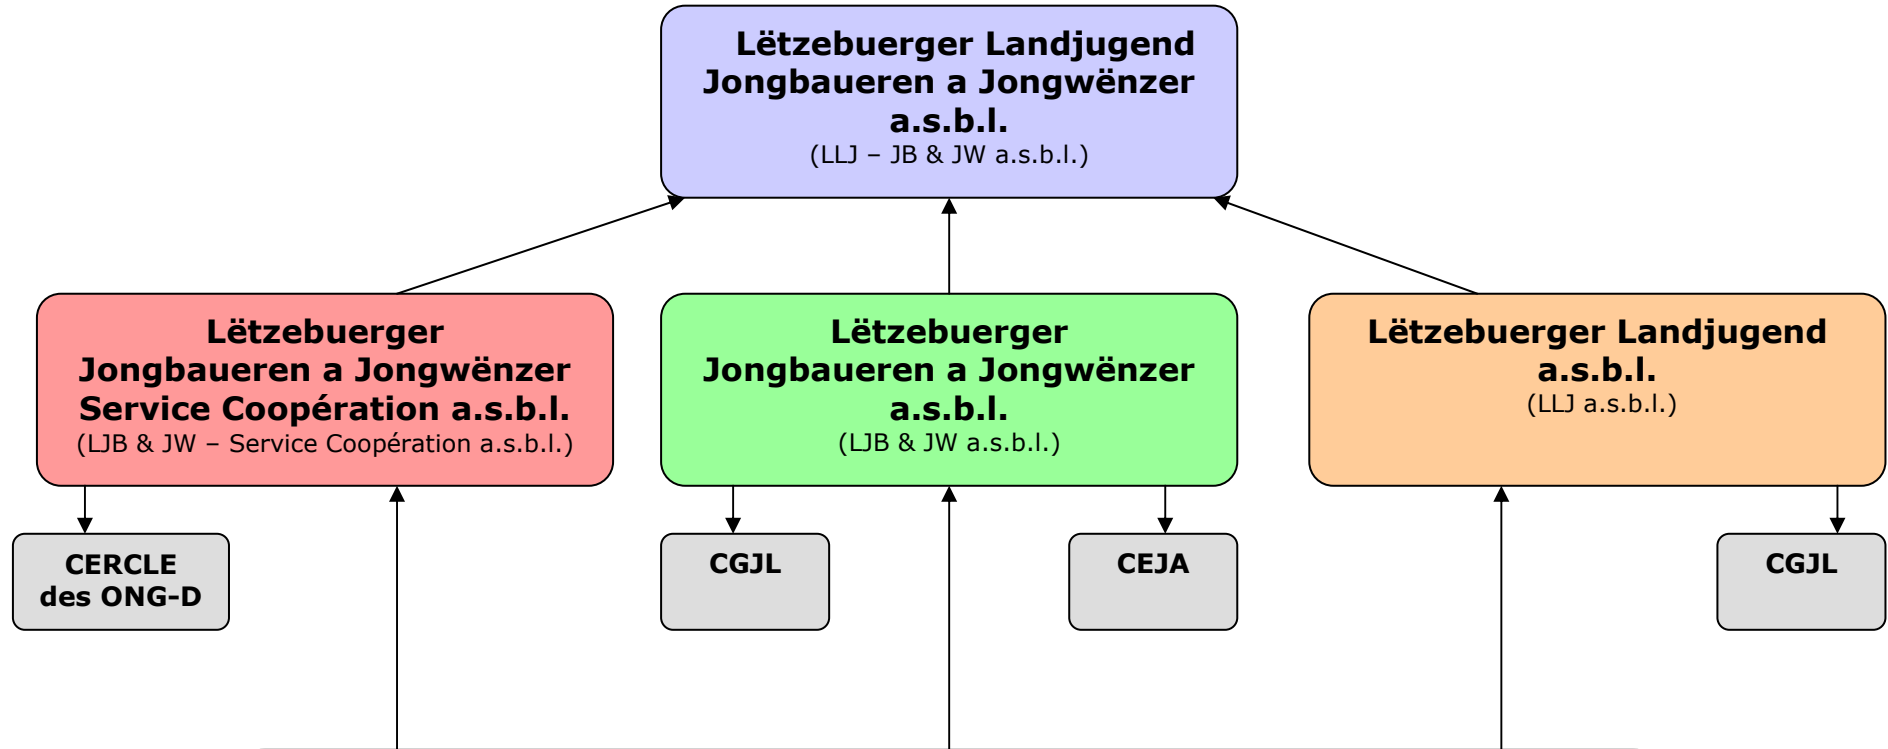 Lëtzebuerger Landjugend
Jongbaueren a Jongwënzer
a.s.b.l.
(LLJ – JB & JW a.s.b.l.)
Lëtzebuerger
Jongbaueren a Jongwënzer
Service Coopération a.s.b.l.
(LJB & JW – Service Coopération a.s.b.l.)
Lëtzebuerger
Jongbaueren a Jongwënzer
a.s.b.l.
(LJB & JW a.s.b.l.)
Lëtzebuerger Landjugend
a.s.b.l.
(LLJ a.s.b.l.)
CERCLE
des ONG-D
CGJL
CEJA
CGJL